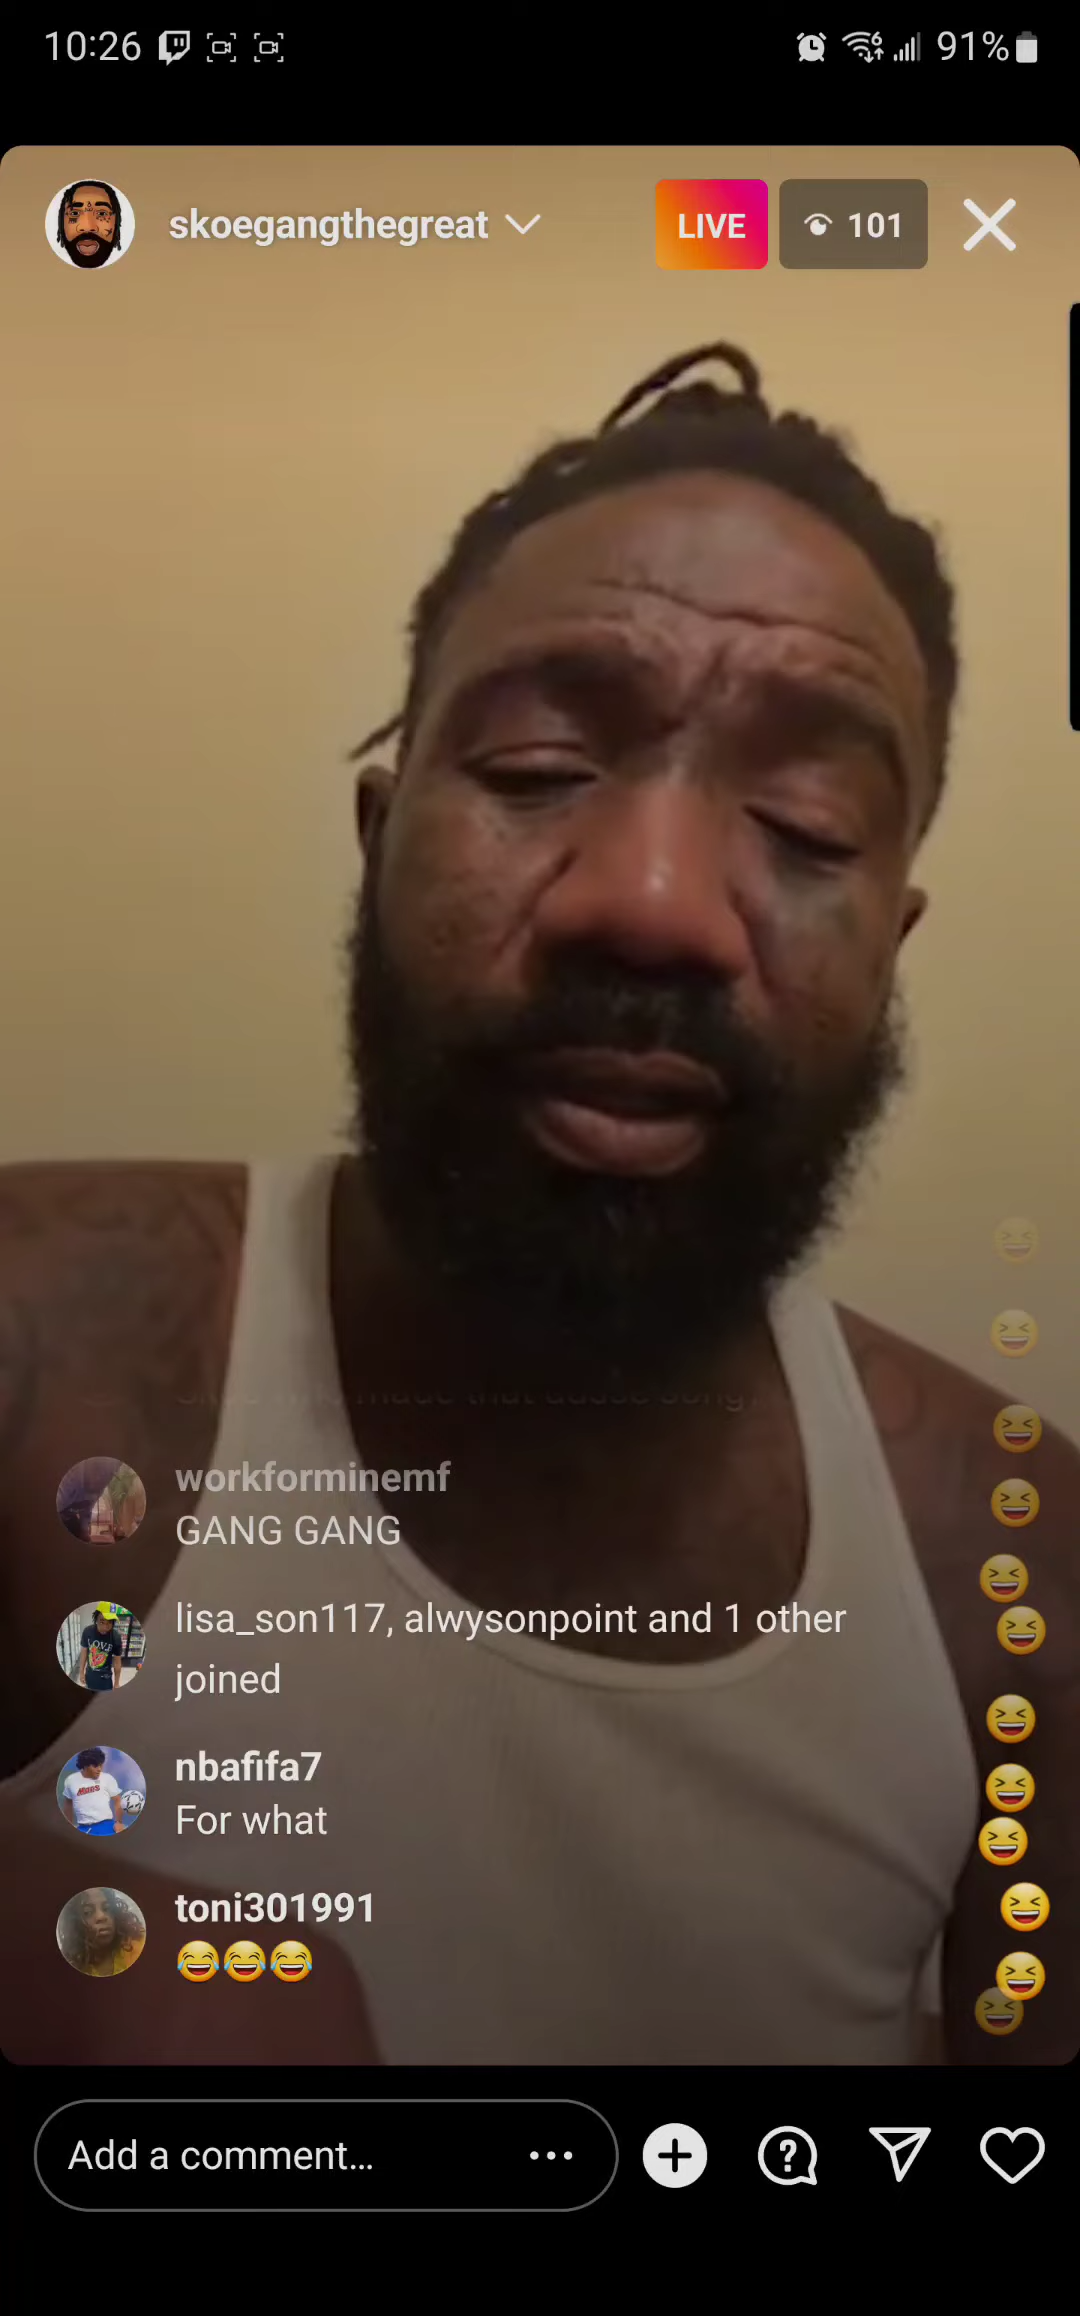 10:26
91%
skoegangthegreat
LIVE
101
workforminemf
GANG GANG
lisa_son117, alwysonpoint and 1 other
joined
nbafifa7
For what
toni301991
😂😂😂
Add a comment...